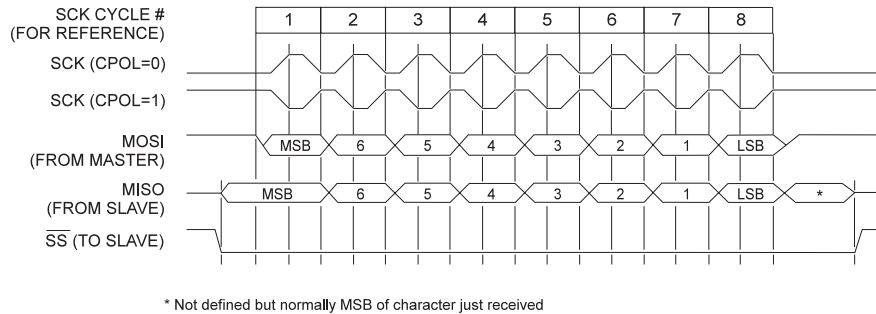 SCK CYCLE # 1 2 3 4 5 6 7 8
(FOR REFERENCE)
SCK (CPOL=0)
SCK (CPOL=1)
MOSI MSB 6 5 4 3 2 1 LSB
(FROM MASTER)
MISO MSB 6 5 4 3 2 1 LSB *
(FROM SLAVE)
SS (TO SLAVE)
* Not defined but normally MSB of character just received